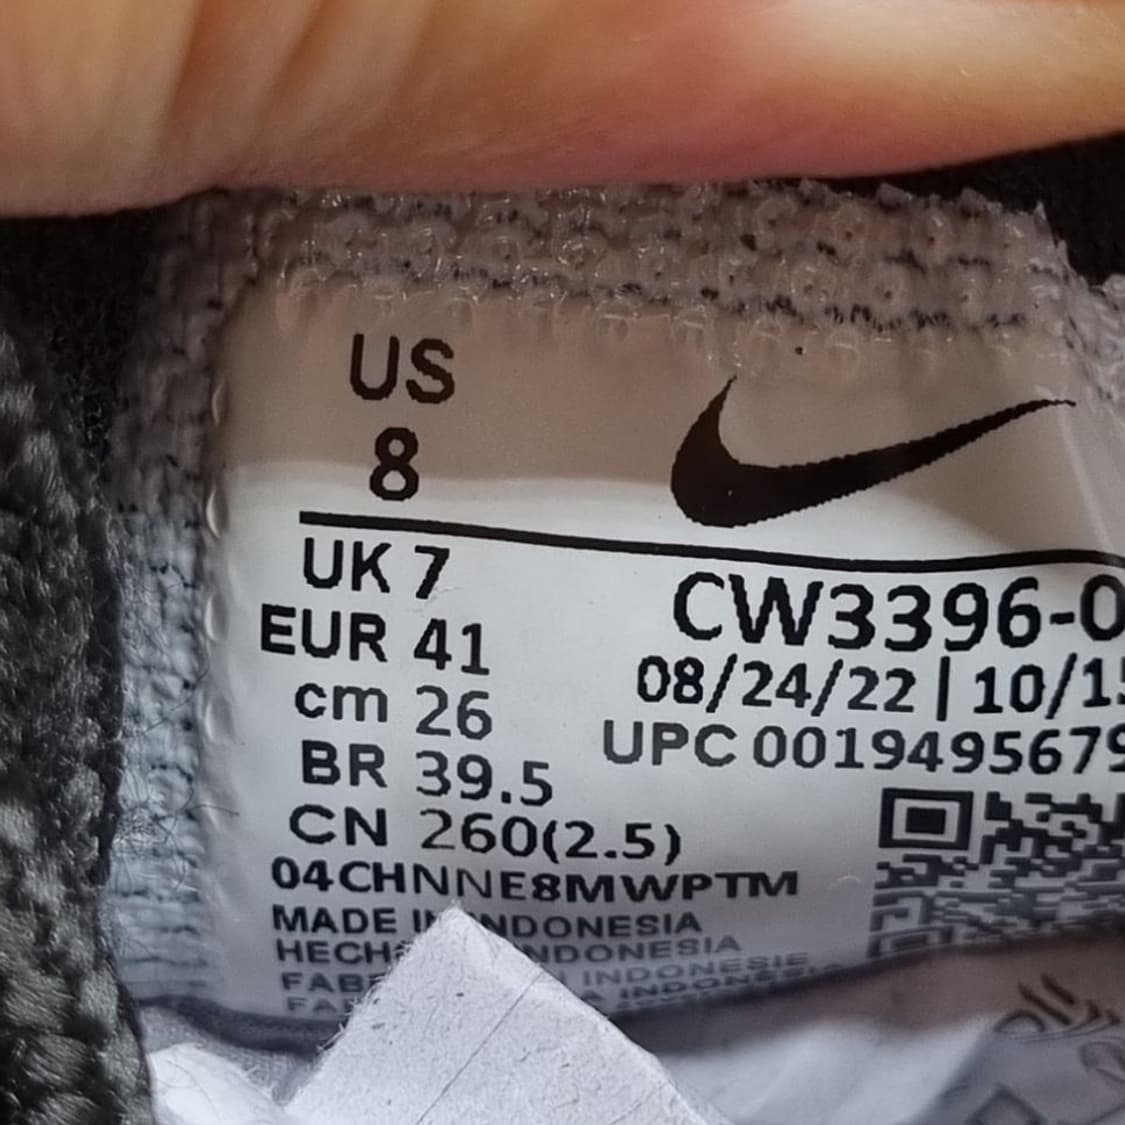 US
8
UK 7
EUR 41
cm 26
BR 39.5
CN 260(2.5)
CW3396-0
08/24/22 | 10/1
UPC 0019495679
04CHNNE8MWPTM
MADE IN INDONESIA
INDONESIA
INDONESIE
INDONESIA